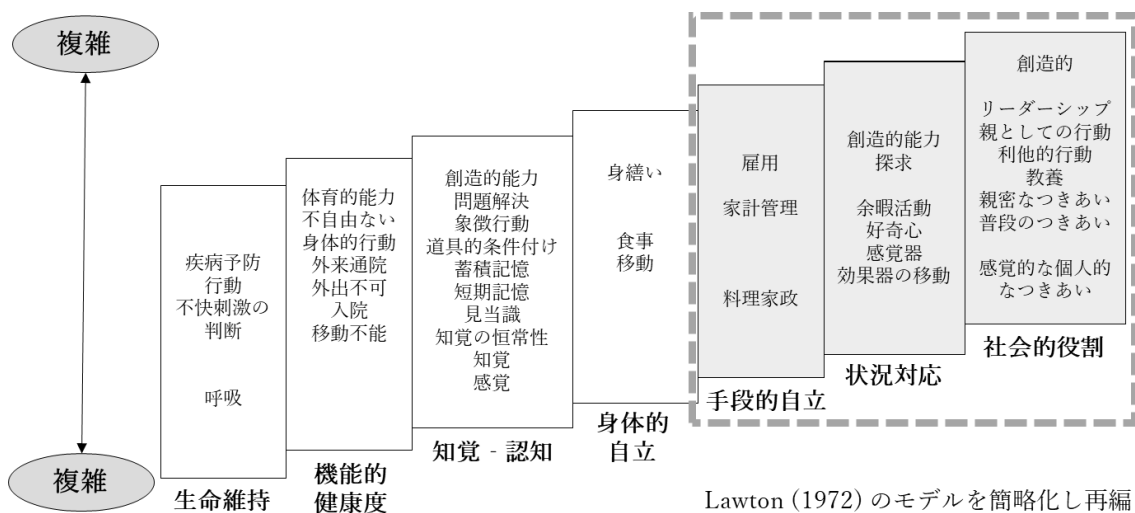 複雑
複雑
疾病予防
行動
不快刺激の
判断
呼吸
生命維持
体育的能力
不自由ない
身体的行動
外来通院
外出不可
入院
移動不能
機能的
健康度
創造的能力
問題解決
象徴行動
道具的条件付け
蓄積記憶
短期記憶
見当識
知覚の恒常性
知覚
感覚
知覚 - 認知
身繕い
食事
移動
身体的
自立
雇用
家計管理
料理家政
手段的自立
創造的能力
探求
余暇活動
好奇心
感覚器
効果器の移動
状況対応
創造的
リーダーシップ
親としての行動
利他的行動
教養
親密なつきあい
普段のつきあい
感覚的な個人的
なつきあい
社会的役割
Lawton (1972) のモデルを簡略化し再編